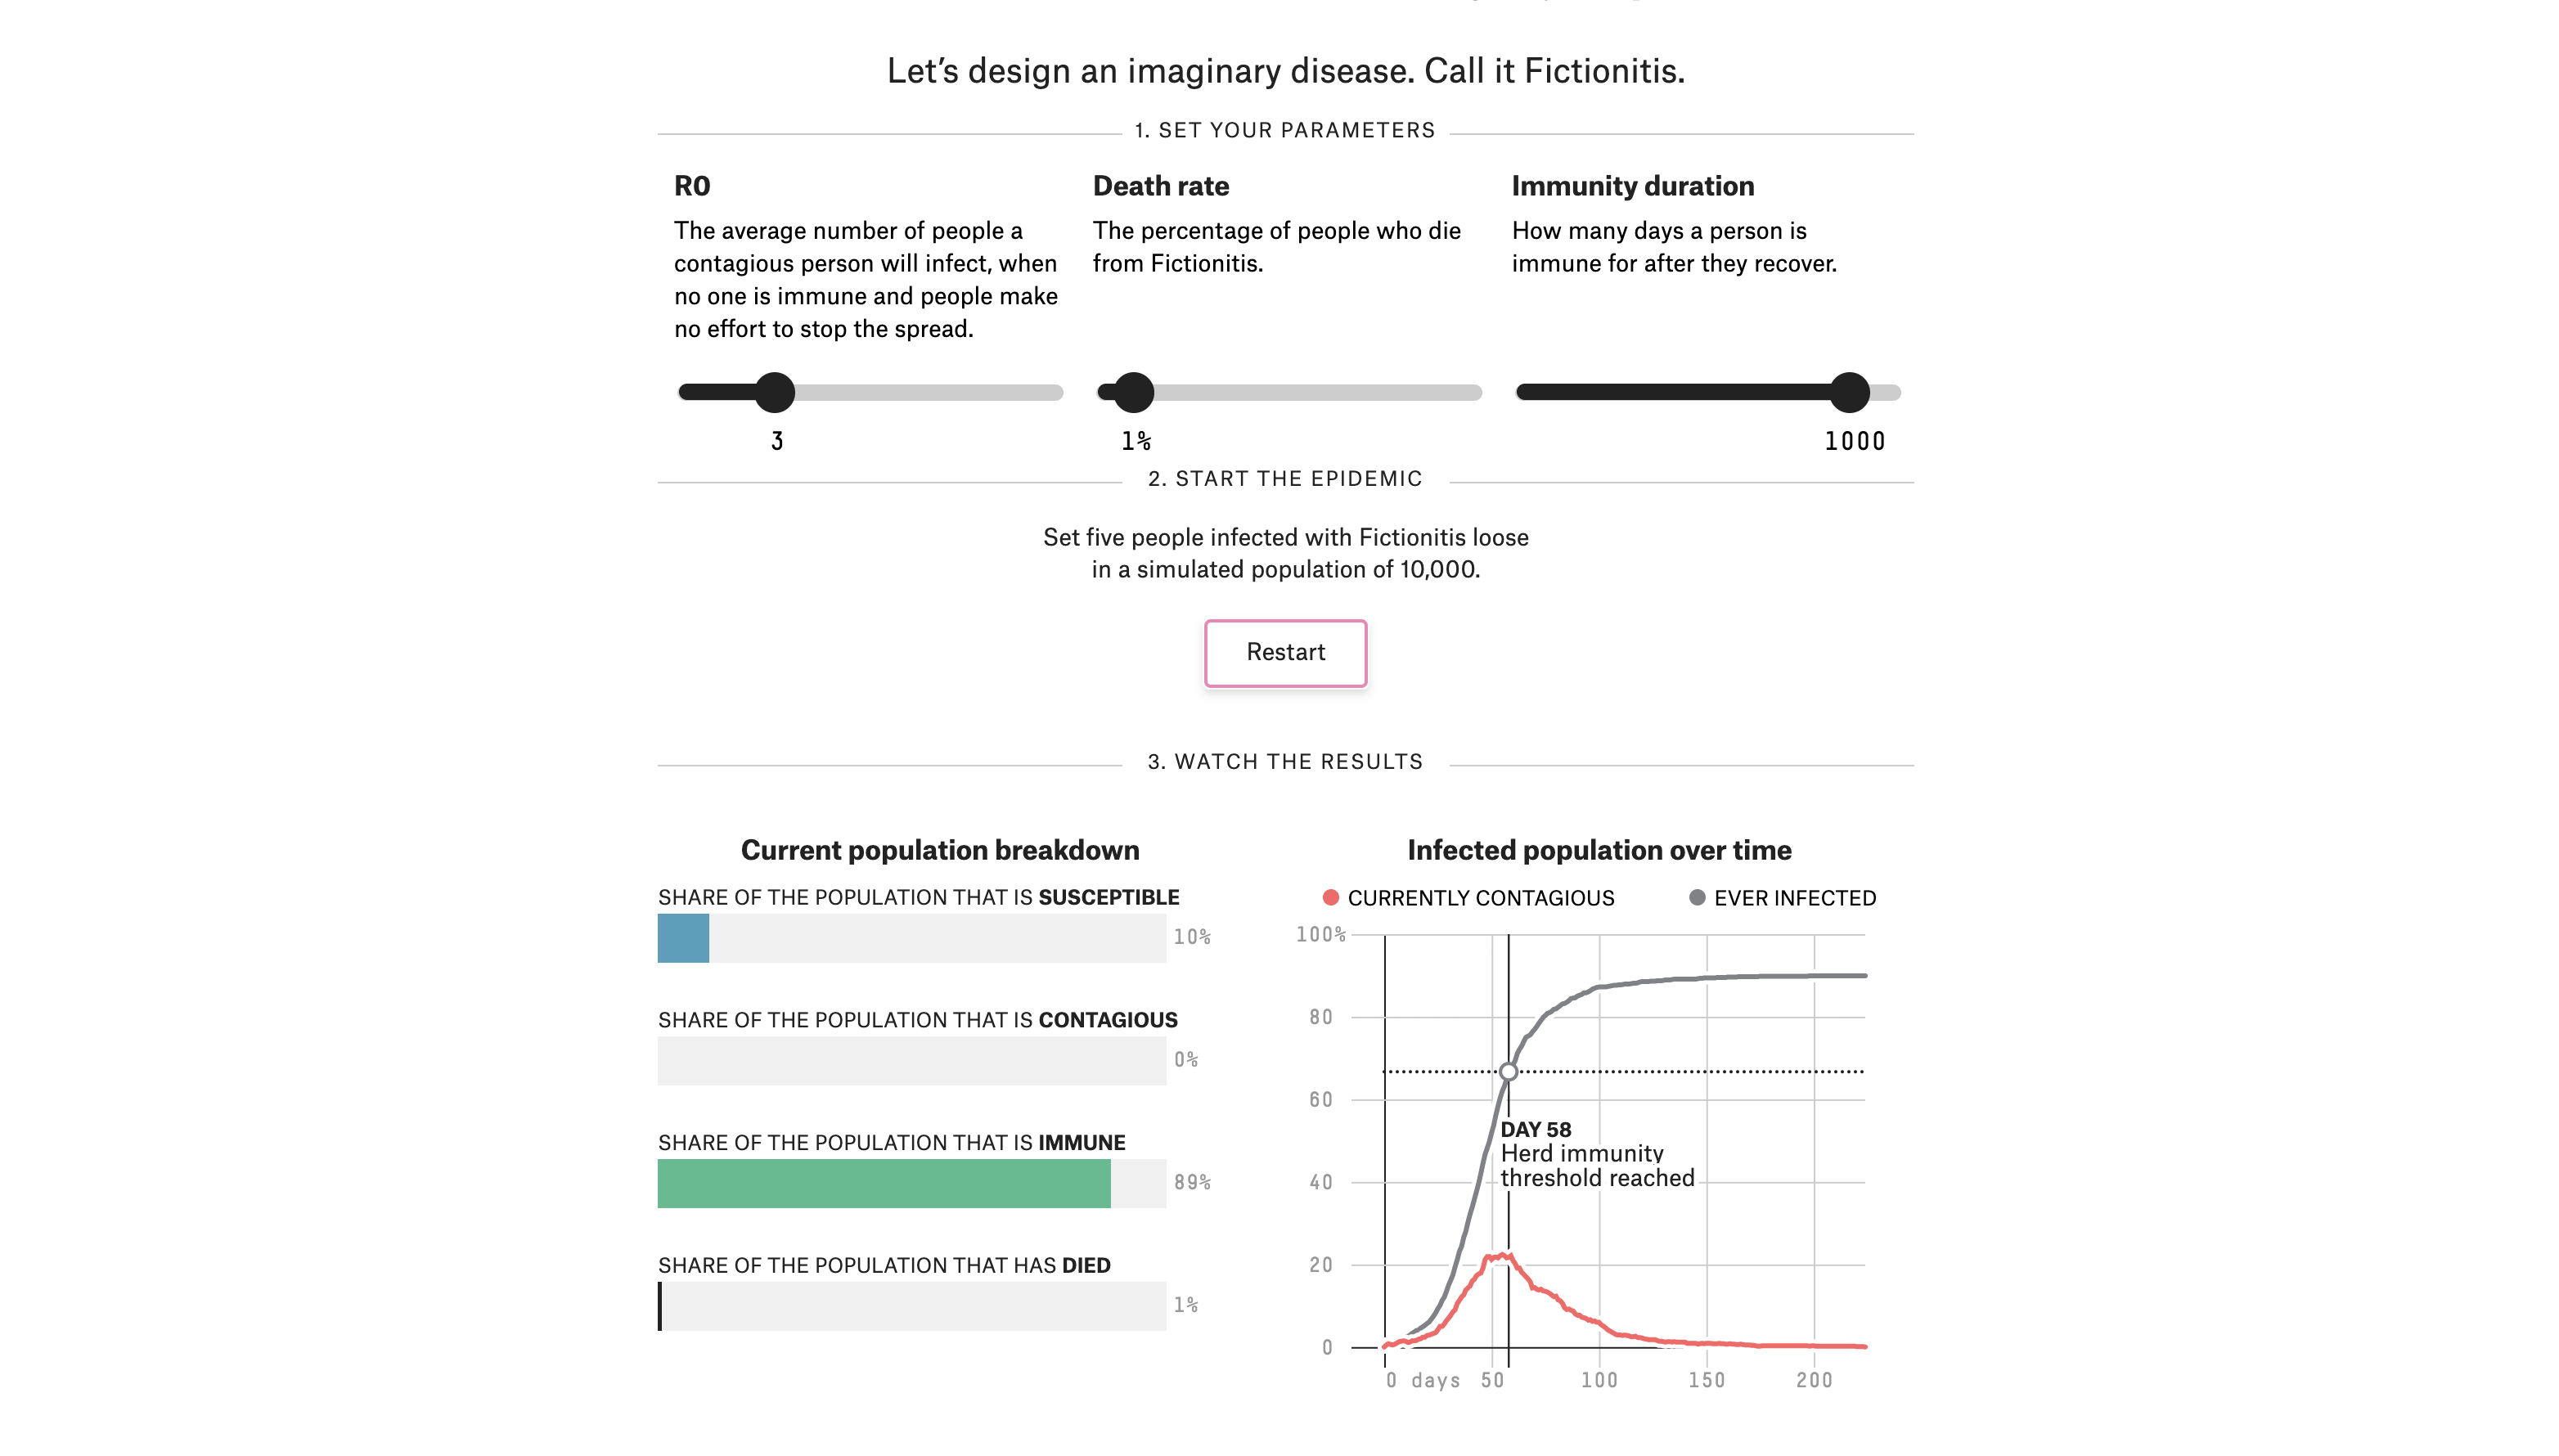 Let’s design an imaginary disease. Call it Fictionitis.
1. SET YOUR PARAMETERS
R0
The average number of people a
contagious person will infect, when
no one is immune and people make
no effort to stop the spread.
3
Death rate
The percentage of people who die
from Fictionitis.
1%
Immunity duration
How many days a person is
immune for after they recover.
1000
2. START THE EPIDEMIC
Set five people infected with Fictionitis loose
in a simulated population of 10,000.
Restart
3. WATCH THE RESULTS
Current population breakdown
SHARE OF THE POPULATION THAT IS SUSCEPTIBLE
10%
SHARE OF THE POPULATION THAT IS CONTAGIOUS
0%
SHARE OF THE POPULATION THAT IS IMMUNE
89%
SHARE OF THE POPULATION THAT HAS DIED
1%
Infected population over time
CURRENTLY CONTAGIOUS
EVER INFECTED
100%
80
60
40
20
0
DAY 58
Herd immunity
threshold reached
0 days 50 100 150 200